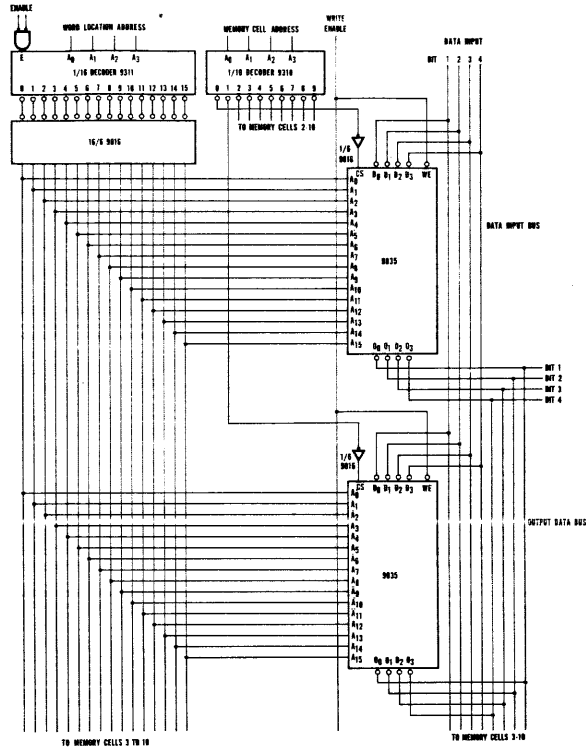 ENABLE
WORD LOCATION ADDRESS
MEMORY CELL ADDRESS
WRITE
ENABLE
DATA INPUT
BIT 1 2 3 4
E A0 A1 A2 A3
1/16 DECODER 9311
0 1 2 3 4 5 6 7 8 9 10 11 12 13 14 15
A0 A1 A2 A3
1/10 DECODER 9310
0 1 2 3 4 5 6 7 8 9
TO MEMORY CELLS 2-10
16/6 9016
1/6
9016
CS D0 D1 D2 D3 WE
A0
A1
A2
A3
A4
A5
A6
A7
A8
A9
A10
A11
A12
A13
A14
A15
9035
O0 O1 O2 O3
DATA INPUT BUS
BIT 1
BIT 2
BIT 3
BIT 4
1/6
9016
CS D0 D1 D2 D3 WE
A0
A1
A2
A3
A4
A5
A6
A7
A8
A9
A10
A11
A12
A13
A14
A15
9035
O0 O1 O2 O3
OUTPUT DATA BUS
TO MEMORY CELLS 3 TO 10
TO MEMORY CELLS 3-10